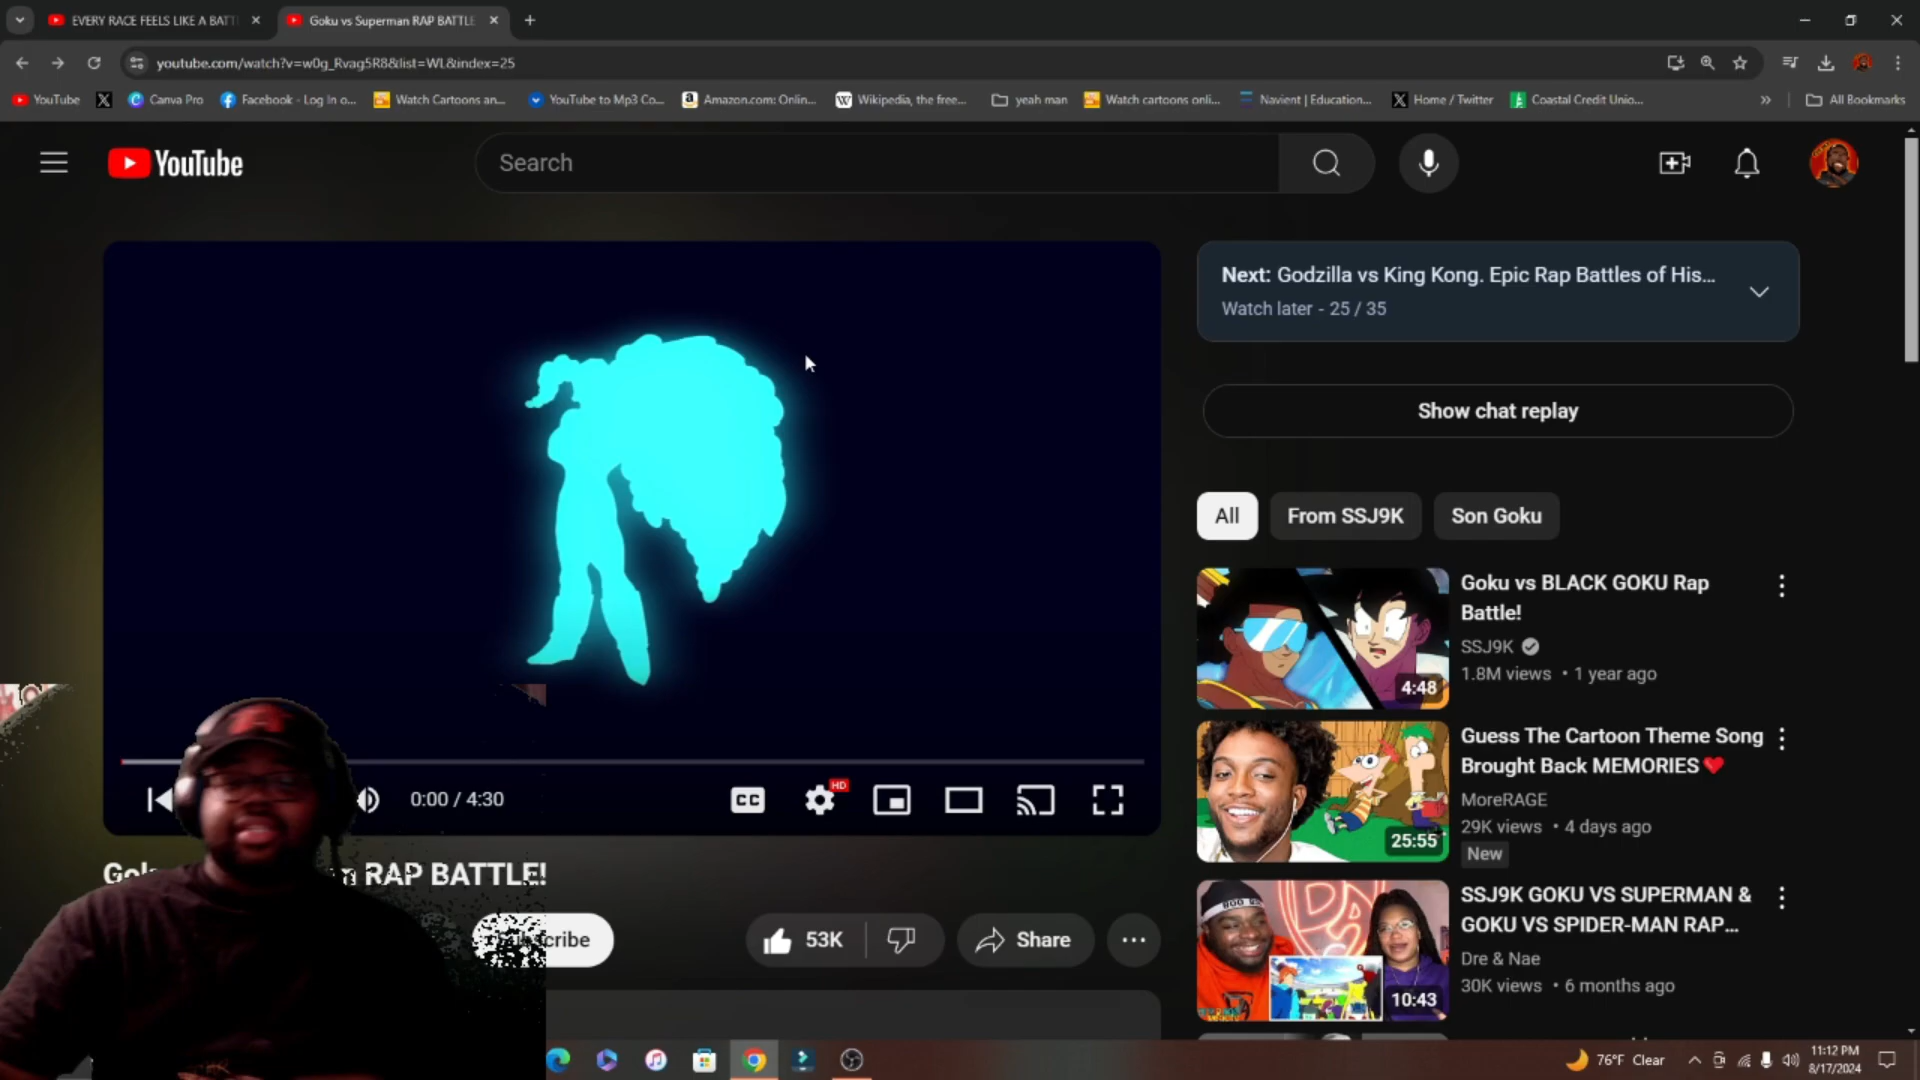 EVERY RACE FEELS LIKE A BATT
Goku vs Superman RAP BATTLE
youtube.com/watch?v=w0g_Rvag5R8&list=WL&index=25
YouTube
Canva Pro
Facebook - Log In o...
Watch Cartoons an...
YouTube to Mp3 Co...
Amazon.com: Onlin...
Wikipedia, the free...
yeah man
Watch cartoons onli...
Navient | Education...
Home / Twitter
Coastal Credit Unio...
»
All Bookmarks
YouTube
Search
Next: Godzilla vs King Kong. Epic Rap Battles of His...
Watch later - 25 / 35
Show chat replay
All
From SSJ9K
Son Goku
Goku vs BLACK GOKU Rap
Battle!
SSJ9K
1.8M views • 1 year ago
4:48
Guess The Cartoon Theme Song
Brought Back MEMORIES❤
MoreRAGE
29K views • 4 days ago
New
25:55
SSJ9K GOKU VS SUPERMAN &
GOKU VS SPIDER-MAN RAP...
Dre & Nae
30K views • 6 months ago
10:43
0:00 / 4:30
CC
HD
RAP BATTLE!
53K
Share
76°F Clear
11:12 PM
8/17/2024